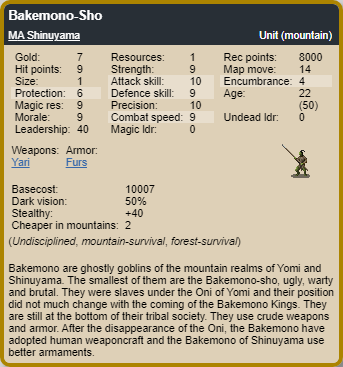 Bakemono-Sho
MA Shinuyama Unit (mountain)
Gold: 7 Resources: 1 Rec points: 8000
Hit points: 9 Strength: 9 Map move: 14
Size: 1 Attack skill: 10 Encumbrance: 4
Protection: 6 Defence skill: 9 Age: 22
Magic res: 9 Precision: 10 (50)
Morale: 9 Combat speed: 9 Undead ldr: 0
Leadership: 40 Magic ldr: 0
Weapons: Armor:
Yari Furs
Basecost: 10007
Dark vision: 50%
Stealthy: +40
Cheaper in mountains: 2
(Undisciplined, mountain-survival, forest-survival)
Bakemono are ghostly goblins of the mountain realms of Yomi and
Shinuyama. The smallest of them are the Bakemono-sho, ugly, warty
and brutal. They were slaves under the Oni of Yomi and their position
did not much change with the coming of the Bakemono Kings. They
are still at the bottom of their tribal society. They use crude weapons
and armor. After the disappearance of the Oni, the Bakemono have
adopted human weaponcraft and the Bakemono of Shinuyama use
better armaments.